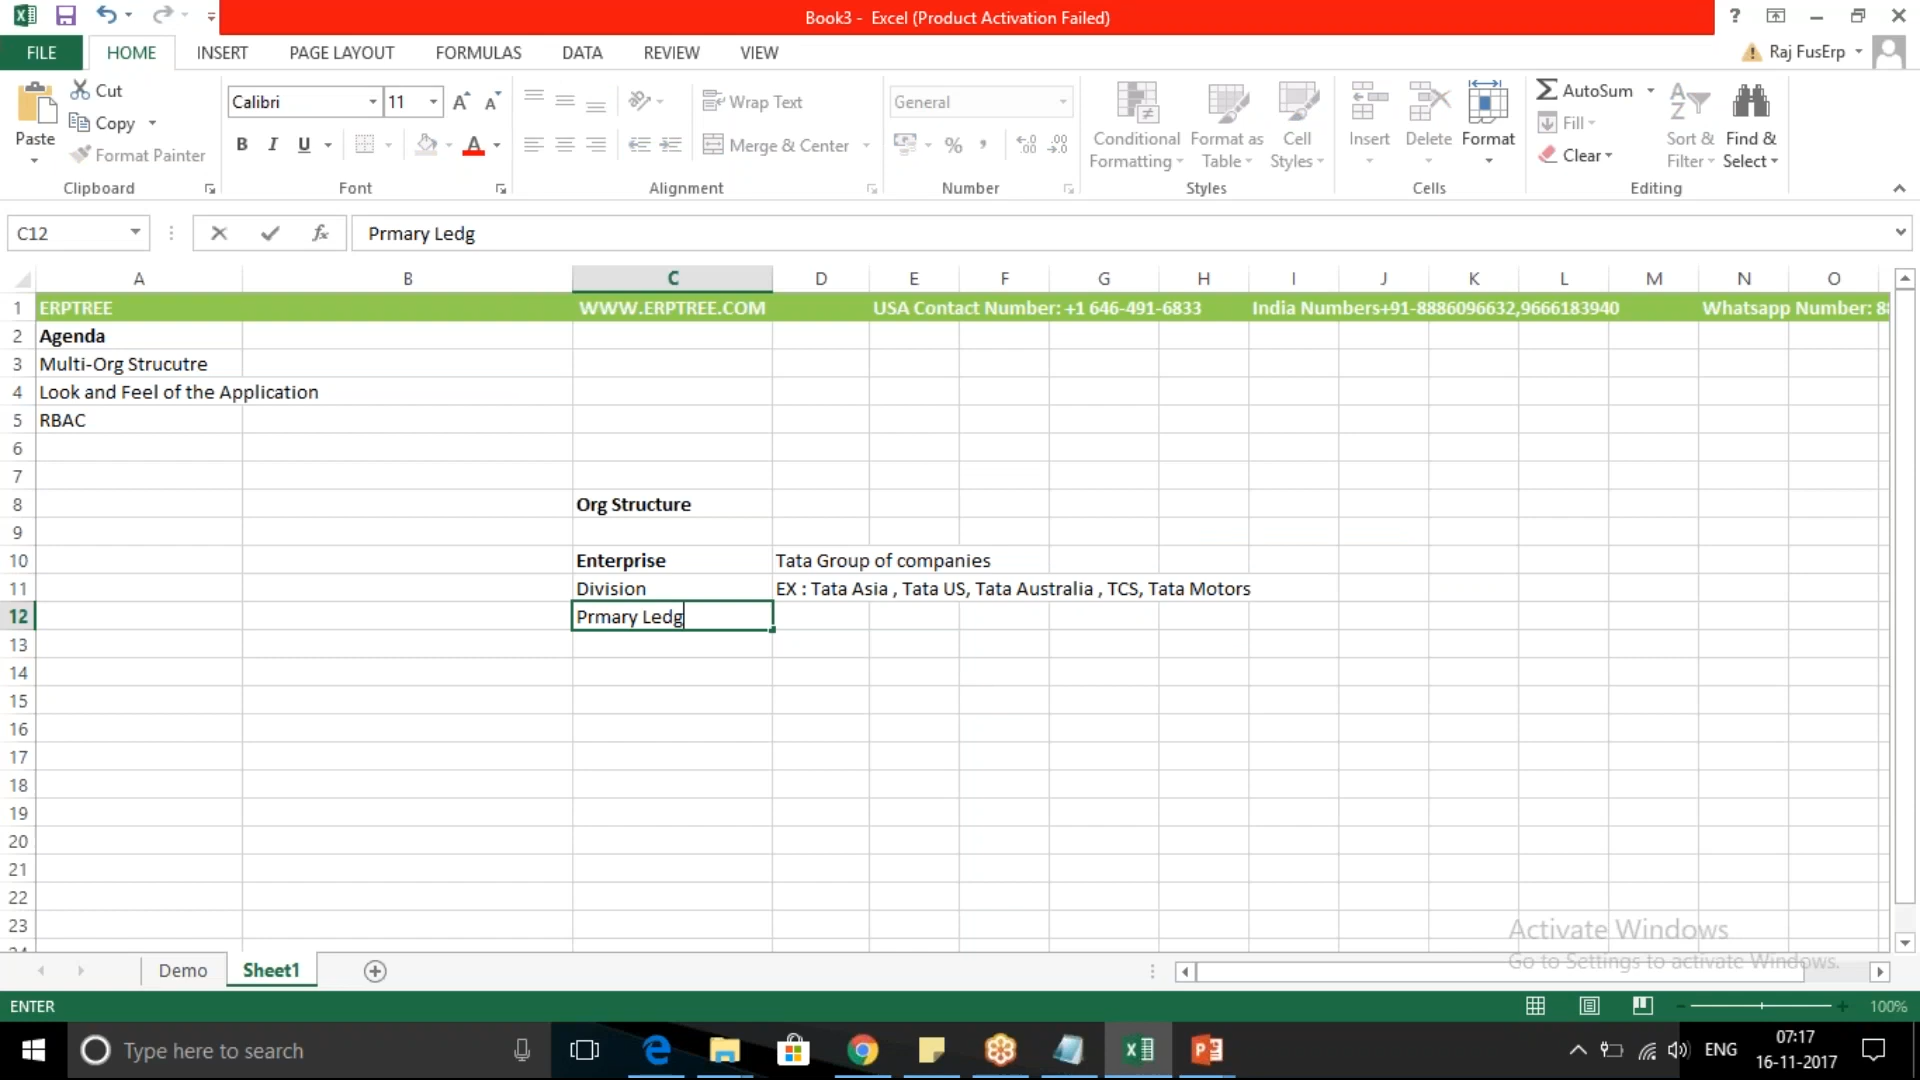 Book3 - Excel (Product Activation Failed)
FILE HOME INSERT PAGE LAYOUT FORMULAS DATA REVIEW VIEW
Raj FusErp
Paste
Cut
Copy
Format Painter
Clipboard
Calibri 11
B I U
Font
Wrap Text
Merge & Center
Alignment
General
Number
Conditional Formatting
Format as Table
Cell Styles
Styles
Insert
Delete
Format
Cells
AutoSum
Fill
Clear
Sort & Filter
Find & Select
Editing
C12
fx
Prmary Ledg
A B C D E F G H I J K L M N O
1 ERPTREE WWW.ERPTREE.COM USA Contact Number: +1 646-491-6833 India Numbers+91-8886096632,9666183940 Whatsapp Number:
2 Agenda
3 Multi-Org Strucutre
4 Look and Feel of the Application
5 RBAC
6
7
8 Org Structure
9
10 Enterprise Tata Group of companies
11 Division EX : Tata Asia , Tata US, Tata Australia , TCS, Tata Motors
12 Prmary Ledg
13
14
15
16
17
18
19
20
21
22
23
Activate Windows
Go to Settings to activate Windows.
Demo Sheet1
ENTER
100%
Type here to search
ENG
07:17
16-11-2017